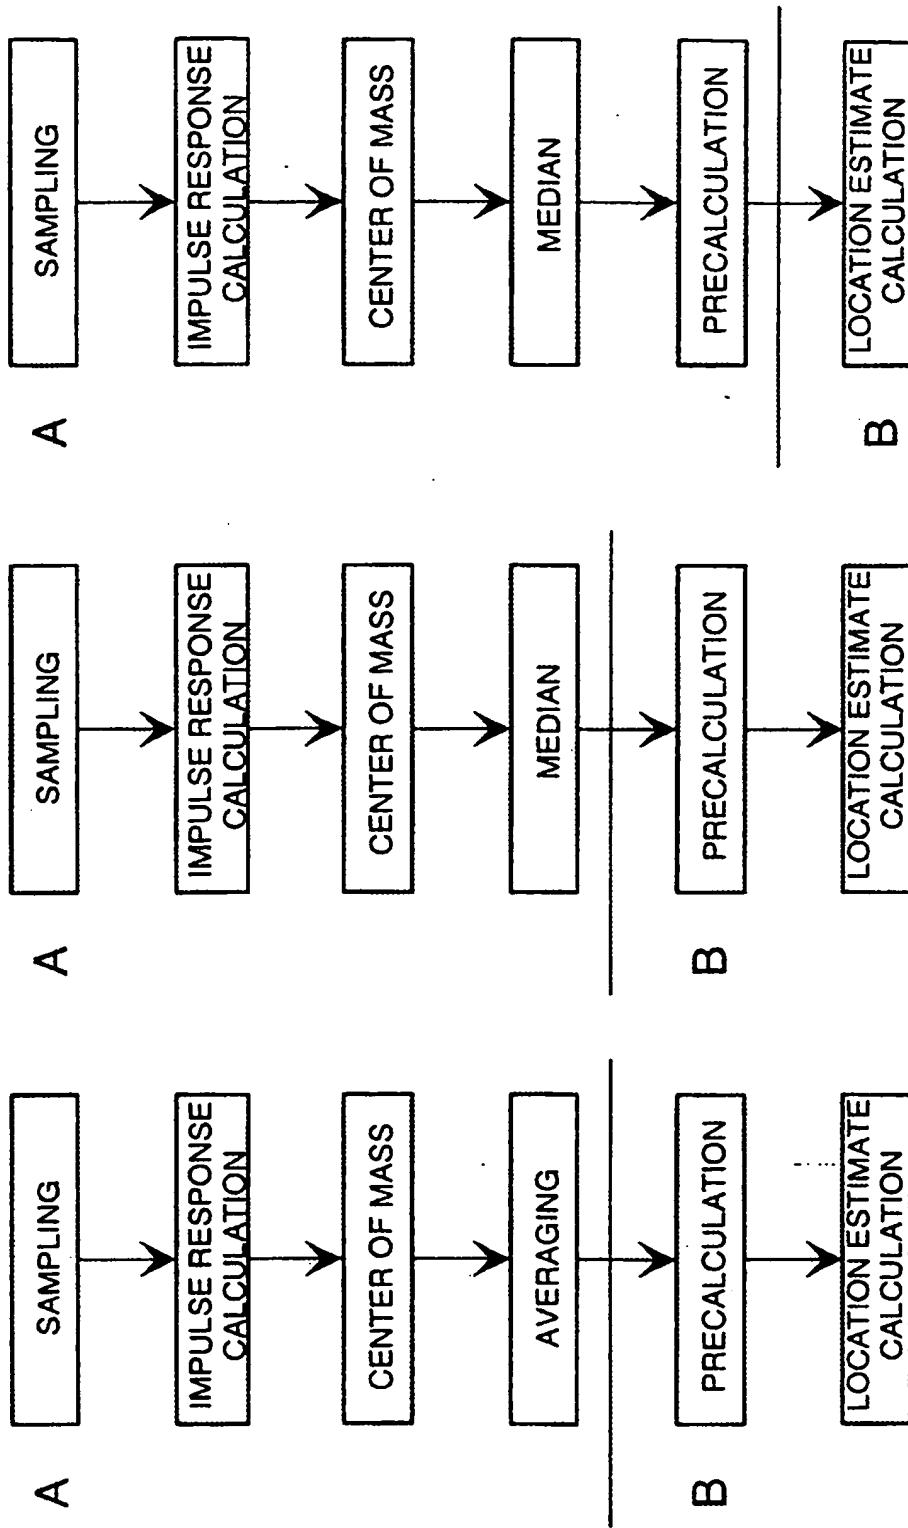 A
SAMPLING
IMPULSE RESPONSE
CALCULATION
CENTER OF MASS
AVERAGING
B
PRECALCULATION
LOCATION ESTIMATE
CALCULATION
A
SAMPLING
IMPULSE RESPONSE
CALCULATION
CENTER OF MASS
MEDIAN
B
PRECALCULATION
LOCATION ESTIMATE
CALCULATION
A
SAMPLING
IMPULSE RESPONSE
CALCULATION
CENTER OF MASS
MEDIAN
PRECALCULATION
B
LOCATION ESTIMATE
CALCULATION